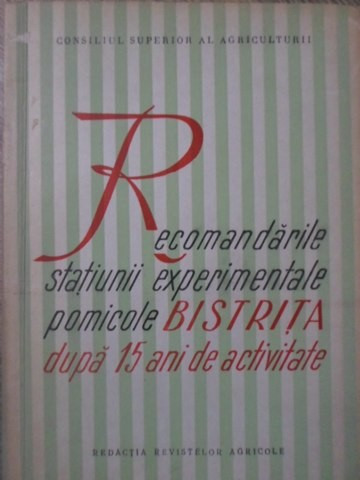 CONSILIUL SUPERIOR AL AGRICULTURII
Recomandările
stațiunii experimentale
pomicole BISTRIȚA
după 15 ani de activitate
REDACȚIA REVISTELOR AGRICOLE